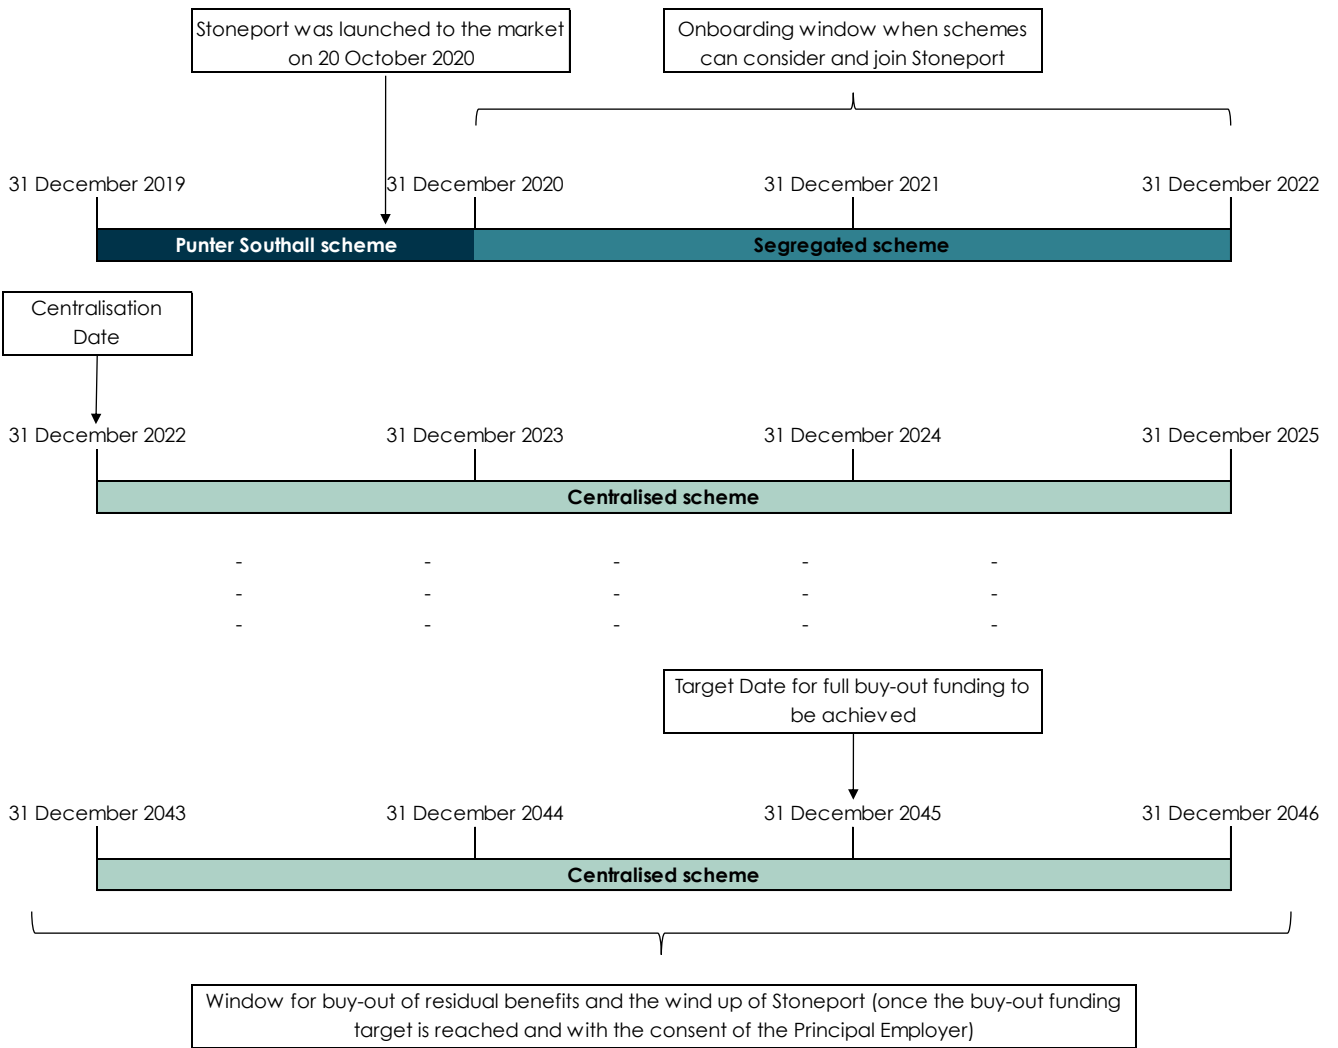 Stoneport was launched to the market
on 20 October 2020
Onboarding window when schemes
can consider and join Stoneport
31 December 2019
31 December 2020
31 December 2021
31 December 2022
Punter Southall scheme
Segregated scheme
Centralisation
Date
31 December 2022
31 December 2023
31 December 2024
31 December 2025
Centralised scheme
- - - - -
- - - - -
- - - - -
Target Date for full buy-out funding to
be achieved
31 December 2043
31 December 2044
31 December 2045
31 December 2046
Centralised scheme
Window for buy-out of residual benefits and the wind up of Stoneport (once the buy-out funding
target is reached and with the consent of the Principal Employer)